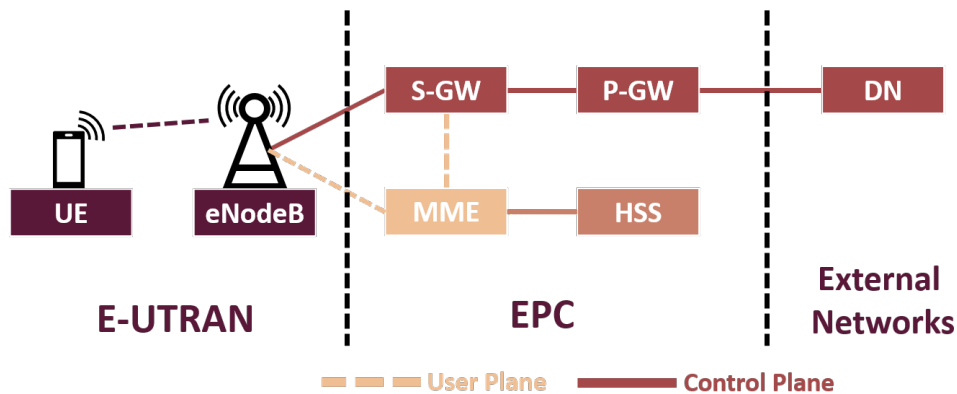 S-GW
P-GW
DN
UE
eNodeB
MME
HSS
E-UTRAN
EPC
External
Networks
User Plane
Control Plane